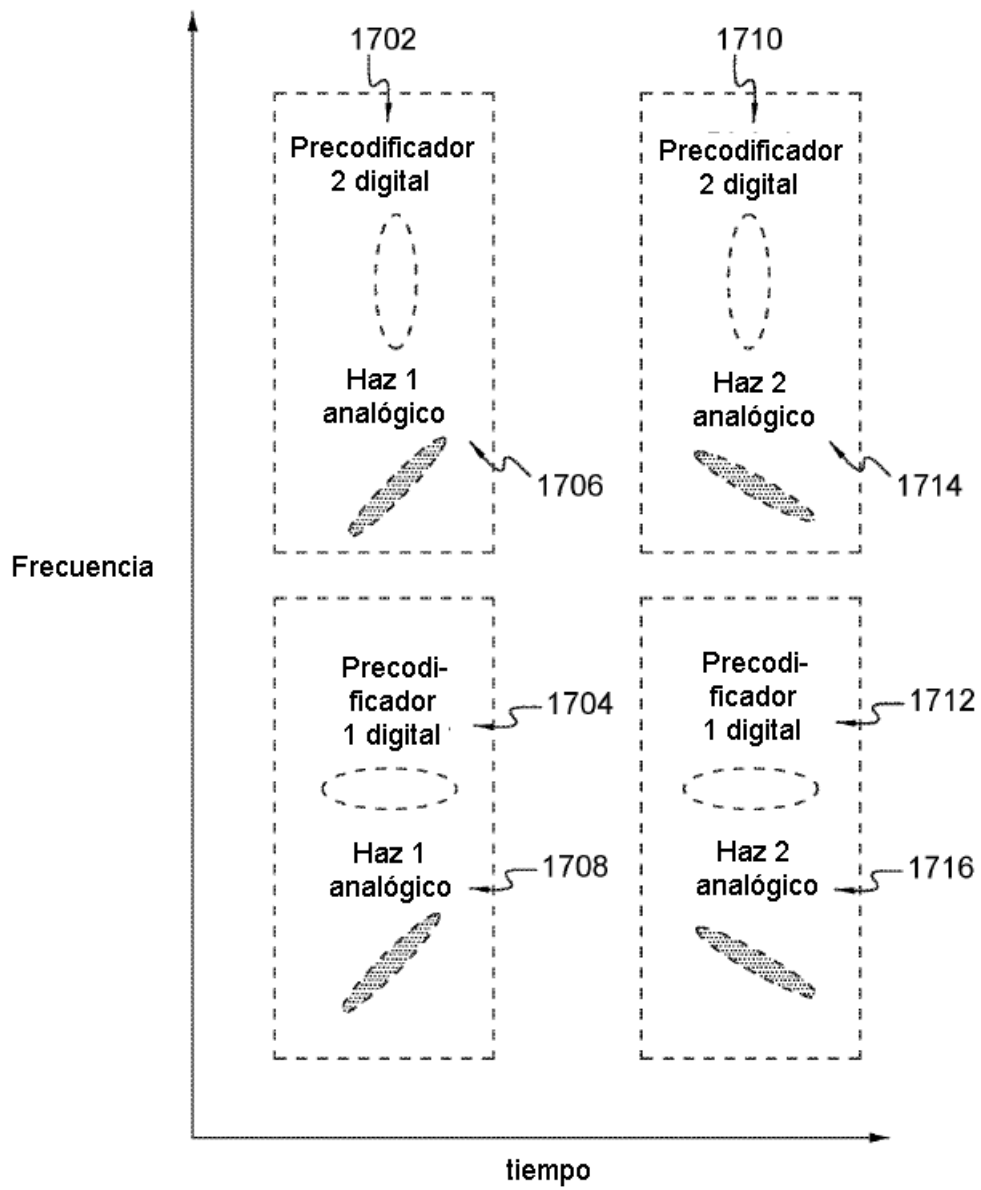 1702
1710
Precodificador
2 digital
Precodificador
2 digital
Haz 1
analógico
Haz 2
analógico
1706
1714
Frecuencia
Precodi-
ficador
1 digital
1704
Precodi-
ficador
1 digital
1712
Haz 1
analógico
1708
Haz 2
analógico
1716
tiempo